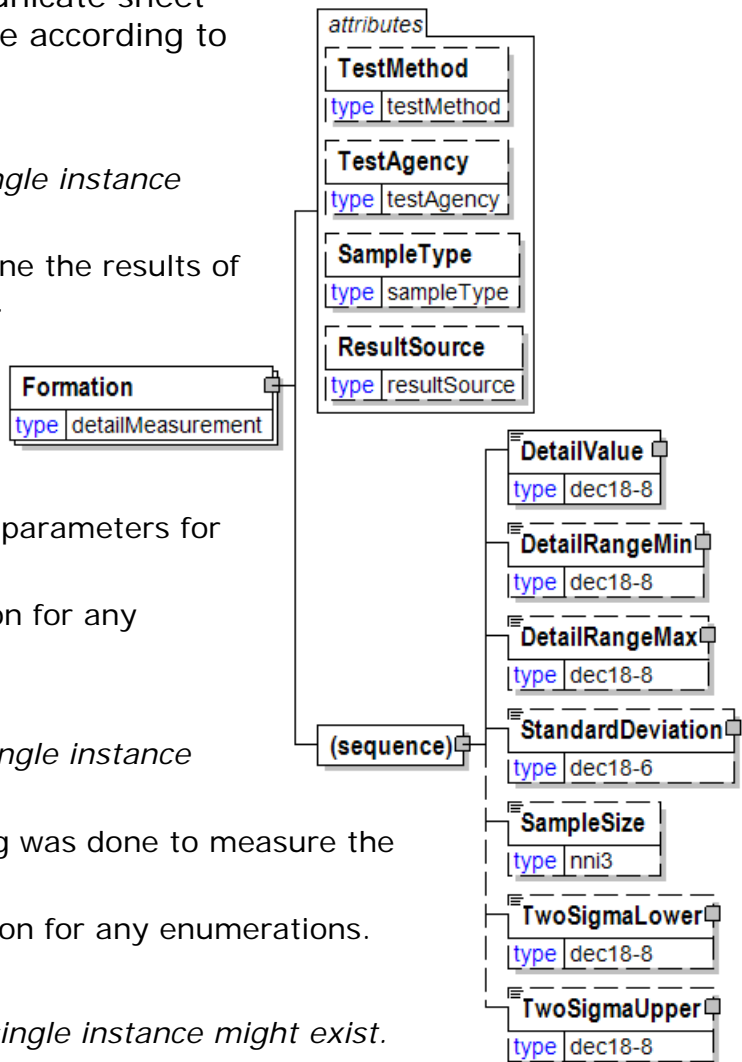 unicate sheet
e according to
ngle instance
ne the results of
.
parameters for
on for any
ngle instance
g was done to measure the
on for any enumerations.
single instance might exist.
Formation
type detailMeasurement
attributes
TestMethod
type testMethod
TestAgency
type testAgency
SampleType
type sampleType
ResultSource
type resultSource
(sequence)
DetailValue
type dec18-8
DetailRangeMin
type dec18-8
DetailRangeMax
type dec18-8
StandardDeviation
type dec18-6
SampleSize
type nni3
TwoSigmaLower
type dec18-8
TwoSigmaUpper
type dec18-8